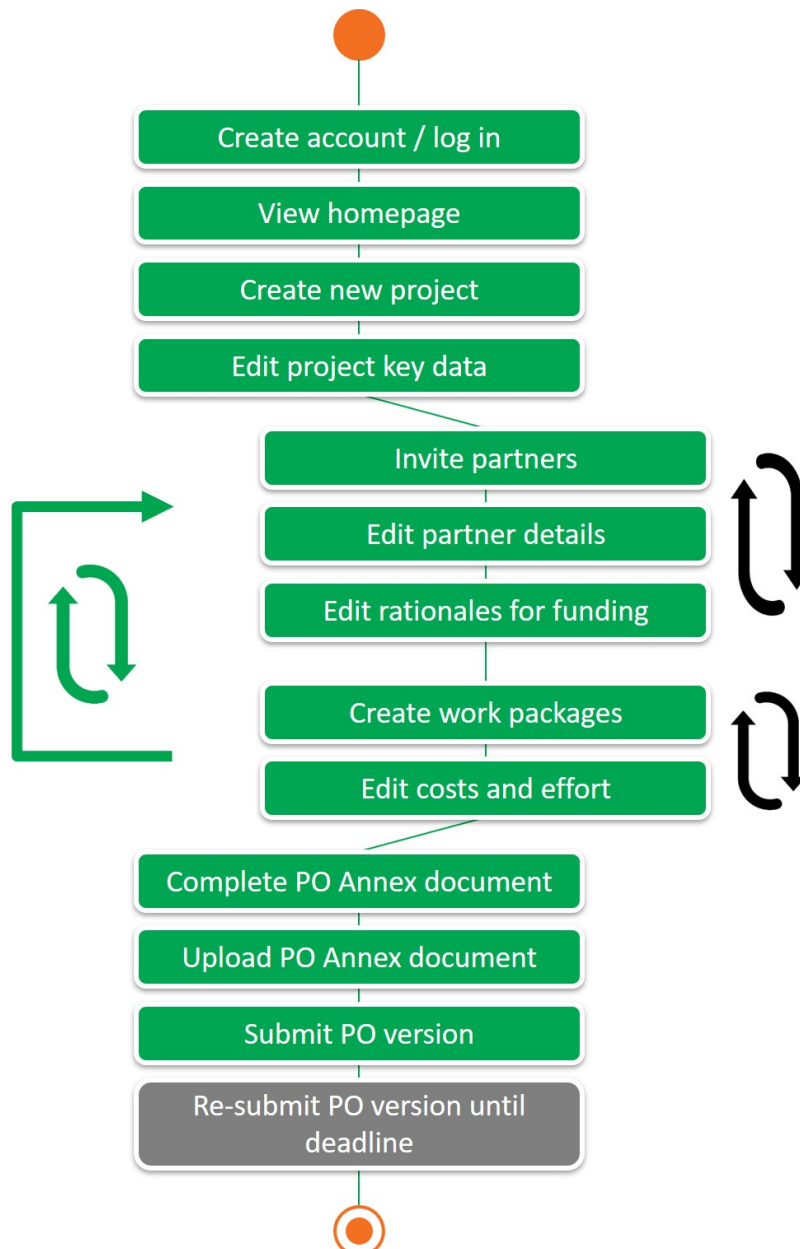 Create account / log in
View homepage
Create new project
Edit project key data
Invite partners
Edit partner details
Edit rationales for funding
Create work packages
Edit costs and effort
Complete PO Annex document
Upload PO Annex document
Submit PO version
Re-submit PO version until
deadline